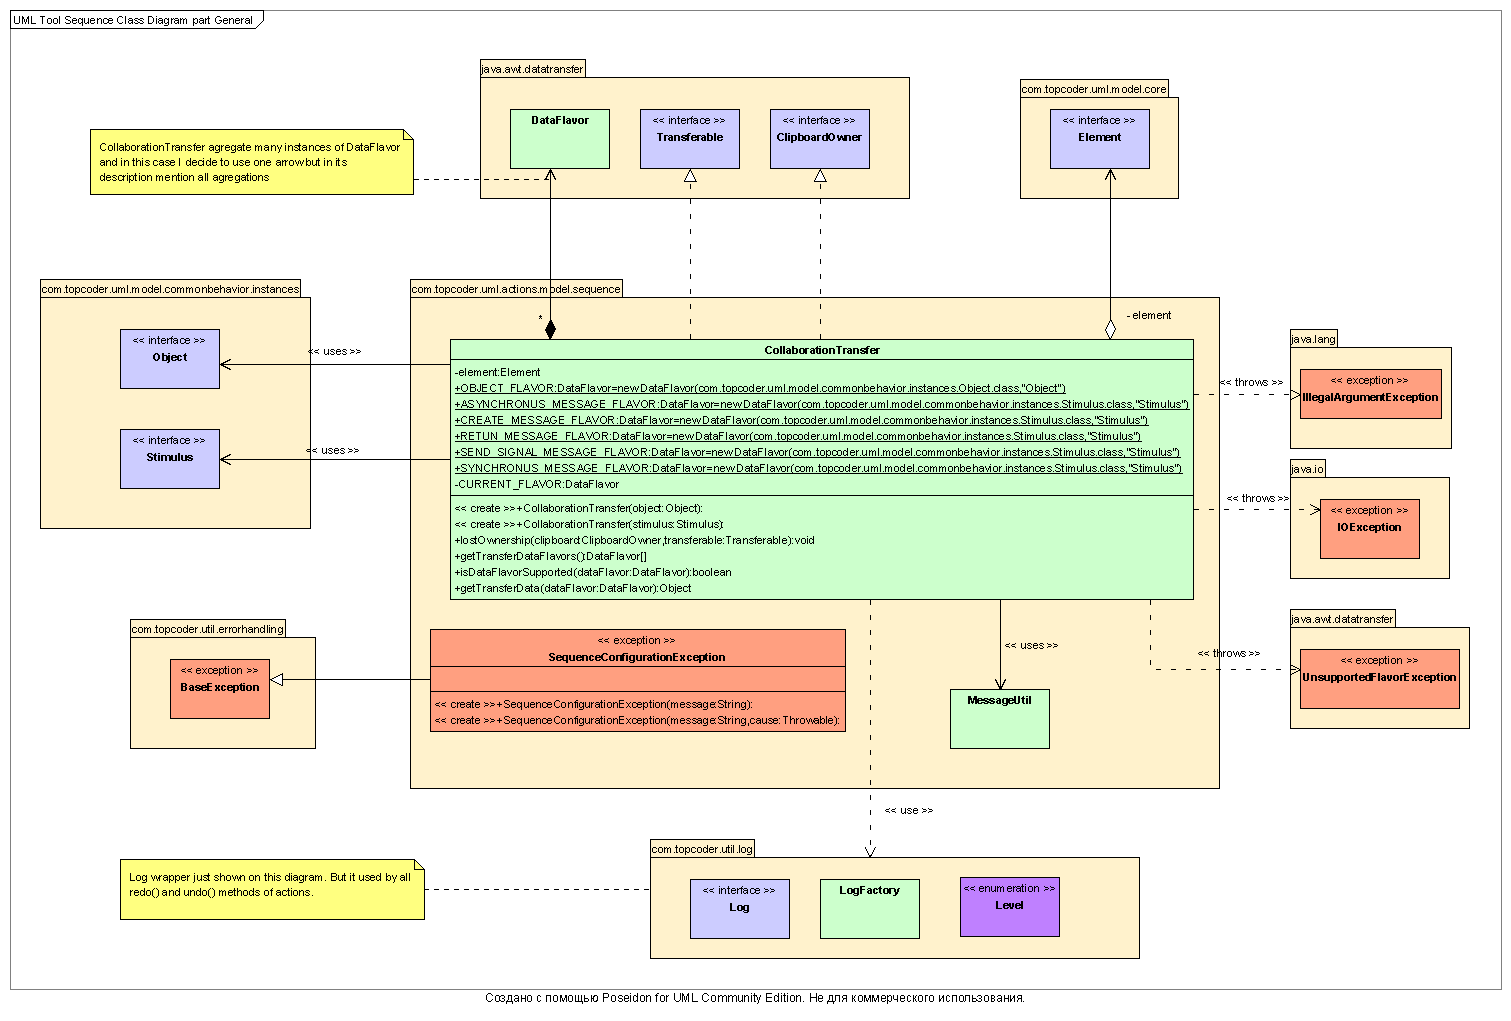 UML Tool Sequence Class Diagram part General
java.awt.datatransfer
DataFlavor
<< interface >>
Transferable
<< interface >>
ClipboardOwner
com.topcoder.uml.model.core
<< interface >>
Element
CollaborationTransfer agregate many instances of DataFlavor
and in this case I decide to use one arrow but in its
description mention all agregations
com.topcoder.uml.model.commonbehavior.instances
<< interface >>
Object
<< interface >>
Stimulus
<< uses >>
<< uses >>
com.topcoder.uml.actions.model.sequence
*
- element
CollaborationTransfer
-element:Element
+OBJECT_FLAVOR:DataFlavor=new DataFlavor(com.topcoder.uml.model.commonbehavior.instances.Object.class,"Object")
+ASYNCHRONUS_MESSAGE_FLAVOR:DataFlavor=new DataFlavor(com.topcoder.uml.model.commonbehavior.instances.Stimulus.class,"Stimulus")
+CREATE_MESSAGE_FLAVOR:DataFlavor=new DataFlavor(com.topcoder.uml.model.commonbehavior.instances.Stimulus.class,"Stimulus")
+RETUN_MESSAGE_FLAVOR:DataFlavor=new DataFlavor(com.topcoder.uml.model.commonbehavior.instances.Stimulus.class,"Stimulus")
+SEND_SIGNAL_MESSAGE_FLAVOR:DataFlavor=new DataFlavor(com.topcoder.uml.model.commonbehavior.instances.Stimulus.class,"Stimulus")
+SYNCHRONUS_MESSAGE_FLAVOR:DataFlavor=new DataFlavor(com.topcoder.uml.model.commonbehavior.instances.Stimulus.class,"Stimulus")
-CURRENT_FLAVOR:DataFlavor
<< create >>+CollaborationTransfer(object:Object):
<< create >>+CollaborationTransfer(stimulus:Stimulus):
+lostOwnership(clipboard:ClipboardOwner,transferable:Transferable):void
+getTransferDataFlavors():DataFlavor[]
+isDataFlavorSupported(dataFlavor:DataFlavor):boolean
+getTransferData(dataFlavor:DataFlavor):Object
<< throws >>
java.lang
<< exception >>
IllegalArgumentException
<< throws >>
java.io
<< exception >>
IOException
<< throws >>
java.awt.datatransfer
<< exception >>
UnsupportedFlavorException
com.topcoder.util.errorhandling
<< exception >>
BaseException
<< exception >>
SequenceConfigurationException
<< create >>+SequenceConfigurationException(message:String):
<< create >>+SequenceConfigurationException(message:String,cause:Throwable):
<< uses >>
MessageUtil
<< use >>
com.topcoder.util.log
<< interface >>
Log
LogFactory
<< enumeration >>
Level
Log wrapper just shown on this diagram. But it used by all
redo() and undo() methods of actions.
Создано с помощью Poseidon for UML Community Edition. Не для коммерческого использования.